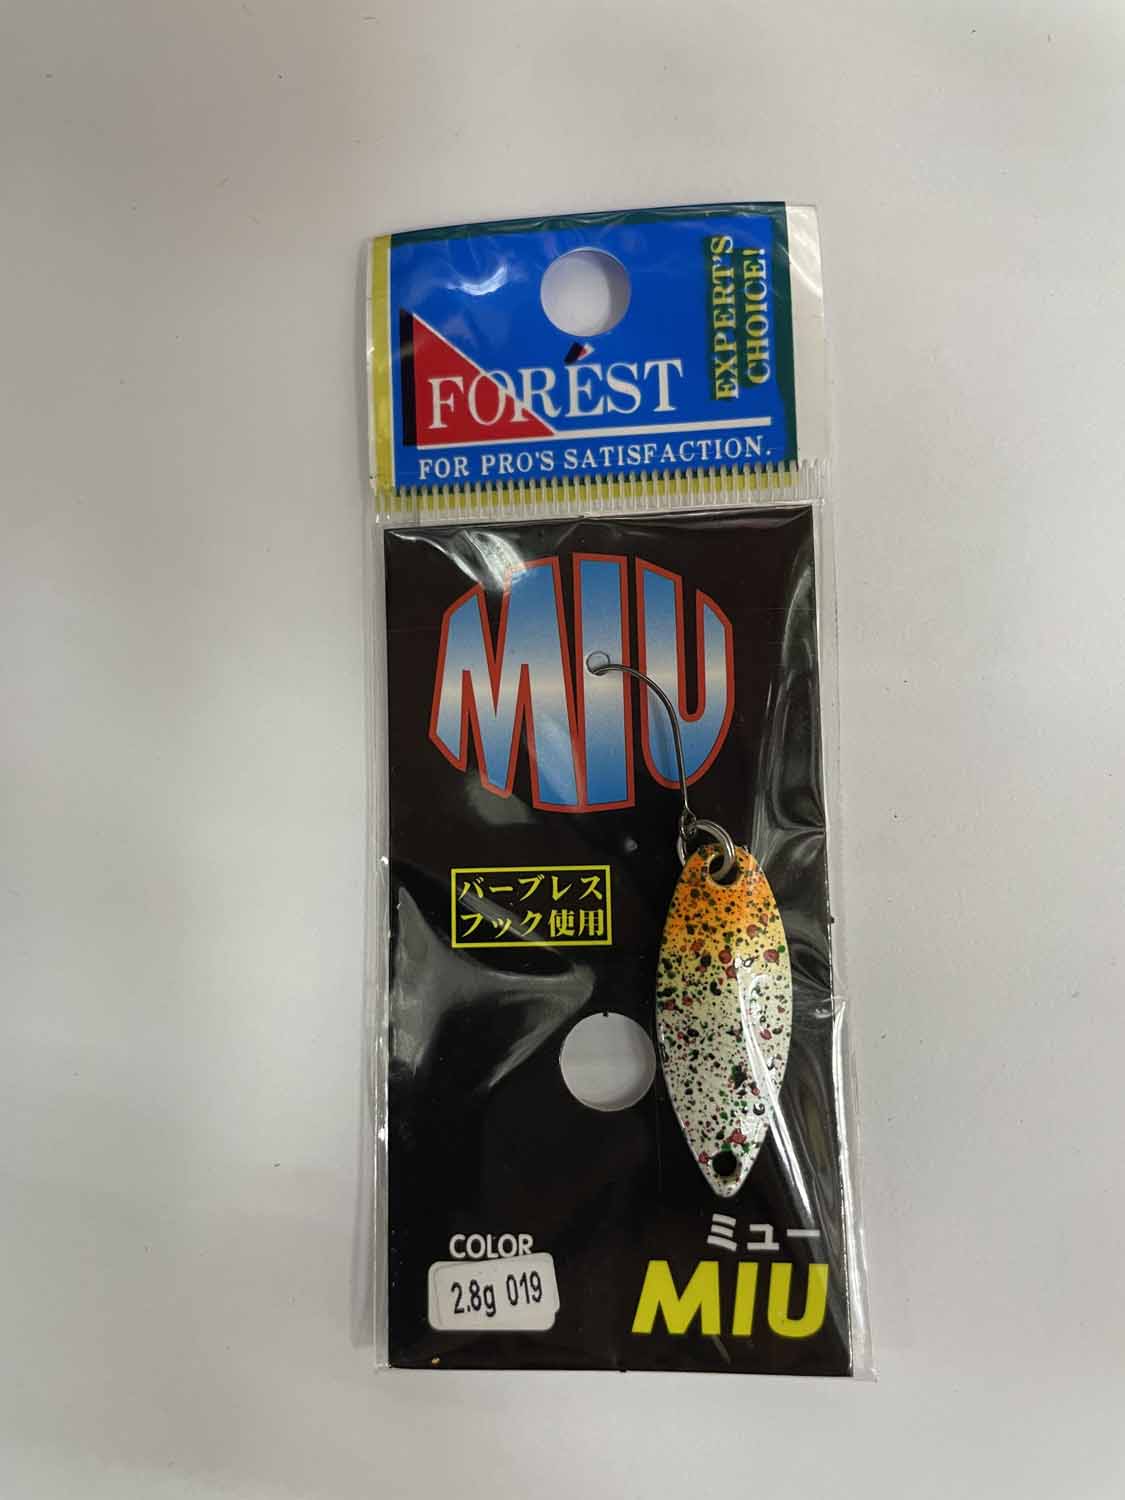 EXPERT'S
CHOICE!
FORÉST
FOR PRO'S SATISFACTION.
MIU
バーブレス
フック使用
ミュー
MIU
COLOR
2.8g 019